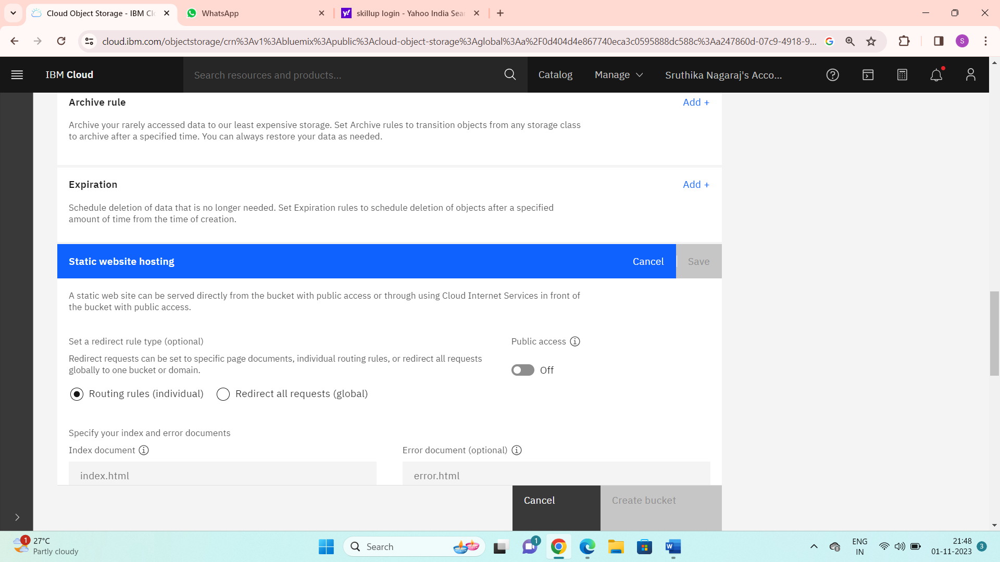 Cloud Object Storage - IBM Cl
WhatsApp
skillup login - Yahoo India Sear
cloud.ibm.com/objectstorage/crn%3Av1%3Abluemix%3Apublic%3Acloud-object-storage%3Aglobal%3Aa%2F0d404d4e867740eca3c0595888dc588c%3Aa247860d-07c9-4918-9...
S
IBM Cloud
Search resources and products...
Catalog
Manage
Sruthika Nagaraj's Acco...
Archive rule
Add +
Archive your rarely accessed data to our least expensive storage. Set Archive rules to transition objects from any storage class
to archive after a specified time. You can always restore your data as needed.
Expiration
Add +
Schedule deletion of data that is no longer needed. Set Expiration rules to schedule deletion of objects after a specified
amount of time from the time of creation.
Static website hosting
Cancel
Save
A static web site can be served directly from the bucket with public access or through using Cloud Internet Services in front of
the bucket with public access.
Set a redirect rule type (optional)
Public access
Redirect requests can be set to specific page documents, individual routing rules, or redirect all requests
globally to one bucket or domain.
Off
Routing rules (individual)
Redirect all requests (global)
Specify your index and error documents
Index document
Error document (optional)
index.html
error.html
Cancel
Create bucket
1
27°C
Partly cloudy
Search
1
W
ENG
IN
21:48
01-11-2023
3